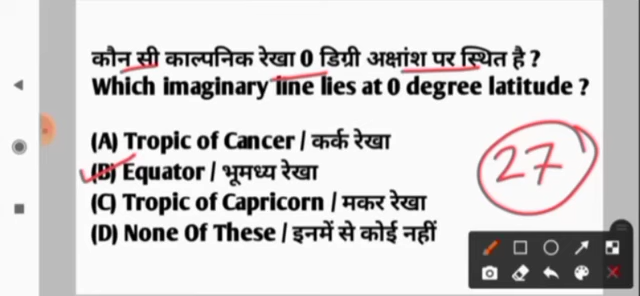 कौन सी काल्पनिक रेखा 0 डिग्री अक्षांश पर स्थित है ?
Which imaginary line lies at 0 degree latitude ?
(A) Tropic of Cancer / कर्क रेखा
(B) Equator / भूमध्य रेखा
(C) Tropic of Capricorn / मकर रेखा
(D) None Of These / इनमें से कोई नहीं
27